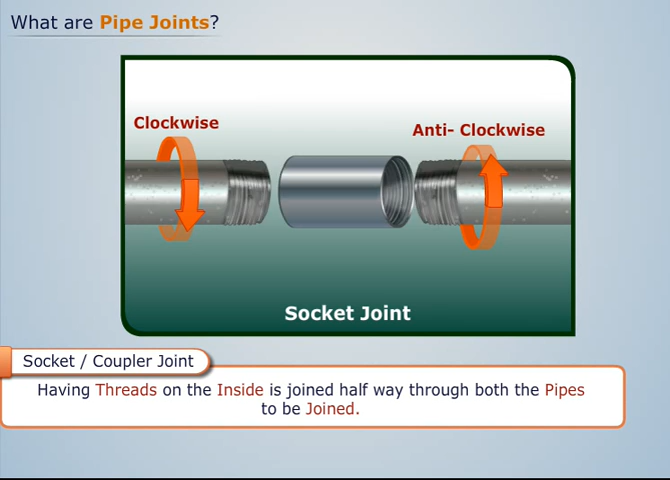 What are Pipe Joints?
Clockwise
Anti- Clockwise
Socket Joint
Socket / Coupler Joint
Having Threads on the Inside is joined half way through both the Pipes
to be Joined.